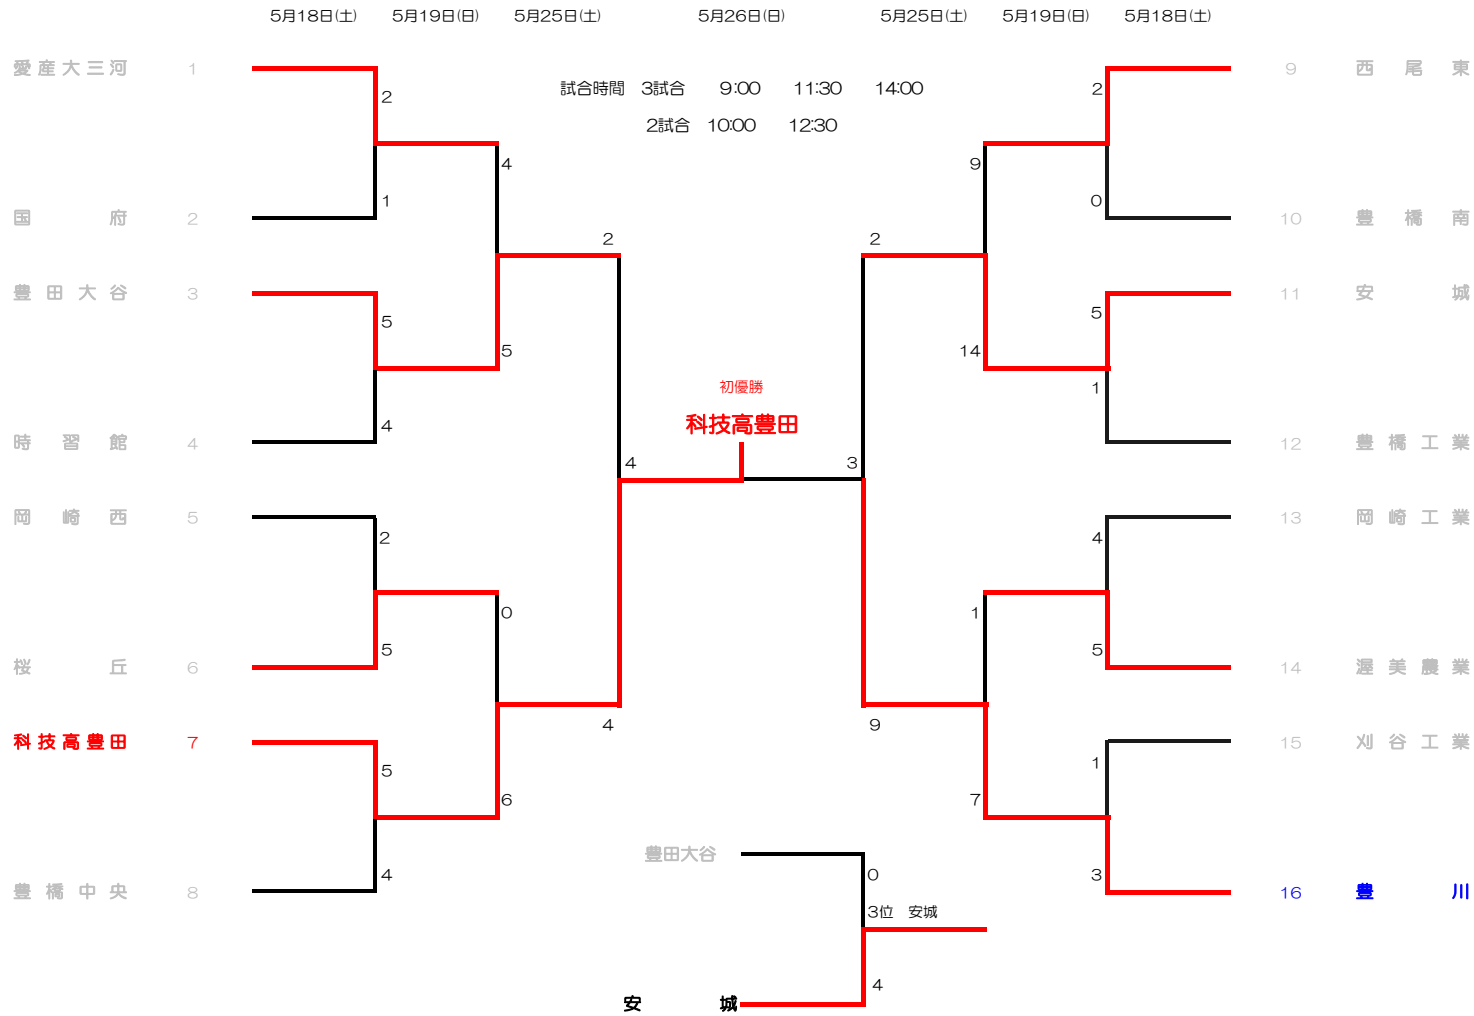 5月18日(土) 5月19日(日) 5月25日(土) 5月26日(日) 5月25日(土) 5月19日(日) 5月18日(土)
愛産大三河 1 9 西尾東
試合時間 3試合 9:00 11:30 14:00
2 2
2試合 10:00 12:30
4 9
1 0
国府 2 10 豊橋南
2 2
豊田大谷 3 11 安城
5 5
5 14
初優勝
4 1
科技高豊田
時習館 4 12 豊橋工業
4 3
岡崎西 5 13 岡崎工業
2 4
0 1
5 5
桜丘 6 14 渥美農業
4 9
科技高豊田 7 15 刈谷工業
5 1
6 7
豊田大谷
4 0 3
豊橋中央 8 16 豊川
3位 安城
4
安城